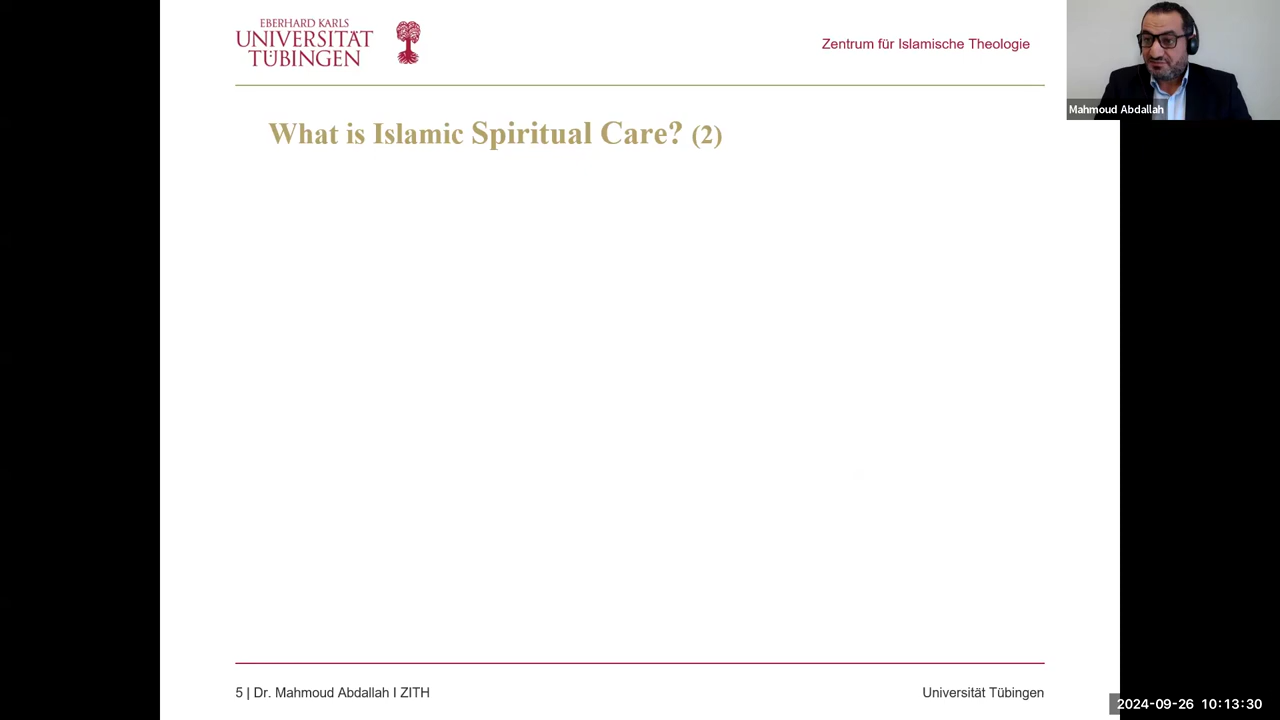 EBERHARD KARLS
UNIVERSITÄT
TÜBINGEN
Zentrum für Islamische Theologie
Mahmoud Abdallah
What is Islamic Spiritual Care? (2)
5 | Dr. Mahmoud Abdallah I ZITH
Universität Tübingen
2024-09-26 10:13:30